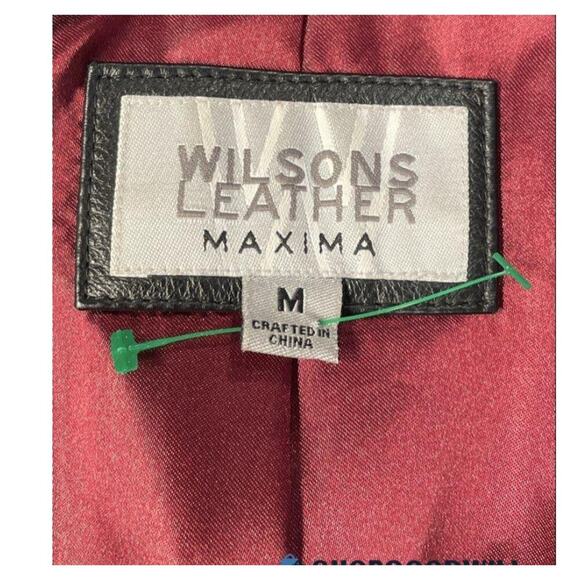 WILSONS
LEATHER
MAXIMA
M
CRAFTED IN
CHINA